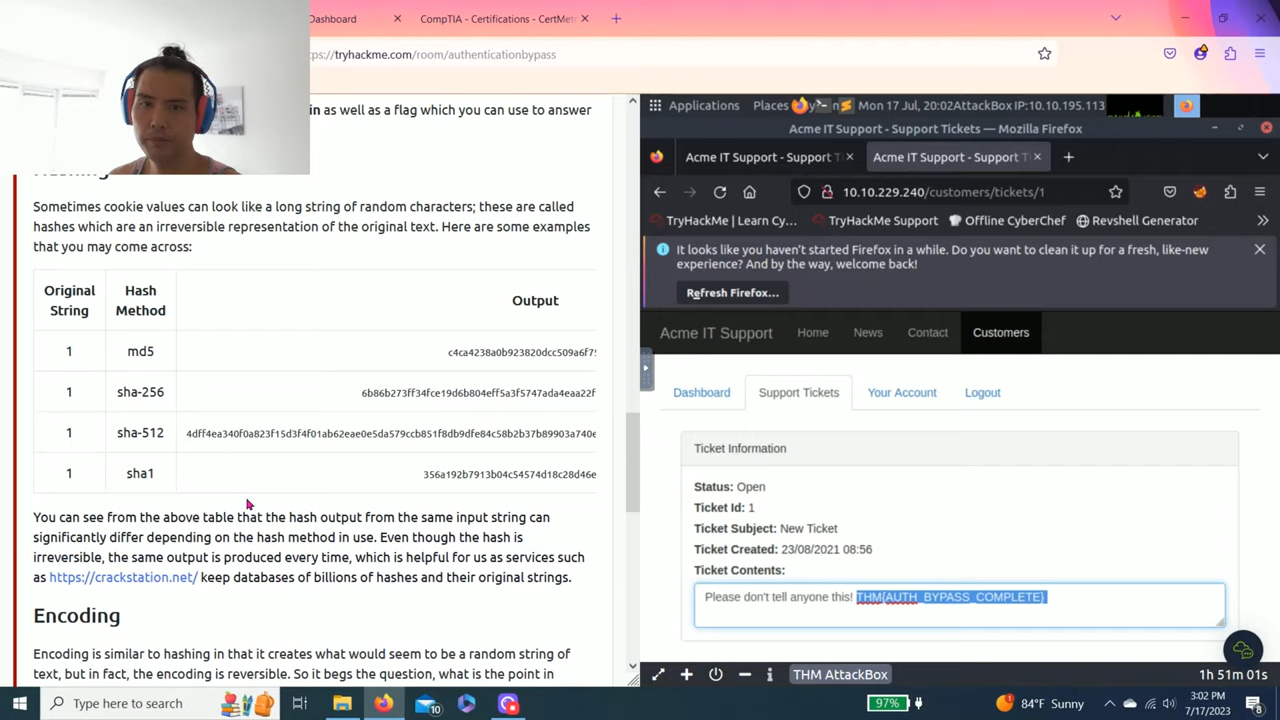 Dashboard
CompTIA - Certifications - CertMet
ps://tryhackme.com/room/authenticationbypass
in as well as a flag which you can use to answer
Hashing
Sometimes cookie values can look like a long string of random characters; these are called
hashes which are an irreversible representation of the original text. Here are some examples
that you may come across:
Original String
Hash Method
Output
1 md5 c4ca4238a0b923820dcc509a6f75
1 sha-256 6b86b273ff34fce19d6b804eff5a3f5747ada4eaa22f
1 sha-512 4dff4ea340f0a823f15d3f4f01ab62eae0e5da579ccb851f8db9dfe84c58b2b37b89903a740e
1 sha1 356a192b7913b04c54574d18c28d46e
You can see from the above table that the hash output from the same input string can
significantly differ depending on the hash method in use. Even though the hash is
irreversible, the same output is produced every time, which is helpful for us as services such
as https://crackstation.net/ keep databases of billions of hashes and their original strings.
Encoding
Encoding is similar to hashing in that it creates what would seem to be a random string of
text, but in fact, the encoding is reversible. So it begs the question, what is the point in
Applications Places Mon 17 Jul, 20:02 AttackBox IP:10.10.195.113
Acme IT Support - Support Tickets — Mozilla Firefox
Acme IT Support - Support Ti
Acme IT Support - Support Ti
10.10.229.240/customers/tickets/1
TryHackMe | Learn Cy... TryHackMe Support Offline CyberChef Revshell Generator
It looks like you haven't started Firefox in a while. Do you want to clean it up for a fresh, like-new
experience? And by the way, welcome back!
Refresh Firefox...
Acme IT Support Home News Contact Customers
Dashboard Support Tickets Your Account Logout
Ticket Information
Status: Open
Ticket Id: 1
Ticket Subject: New Ticket
Ticket Created: 23/08/2021 08:56
Ticket Contents:
Please don't tell anyone this! THM{AUTH_BYPASS_COMPLETE}
THM AttackBox
1h 51m 01s
Type here to search
10
97%
84°F Sunny
3:02 PM
7/17/2023
8